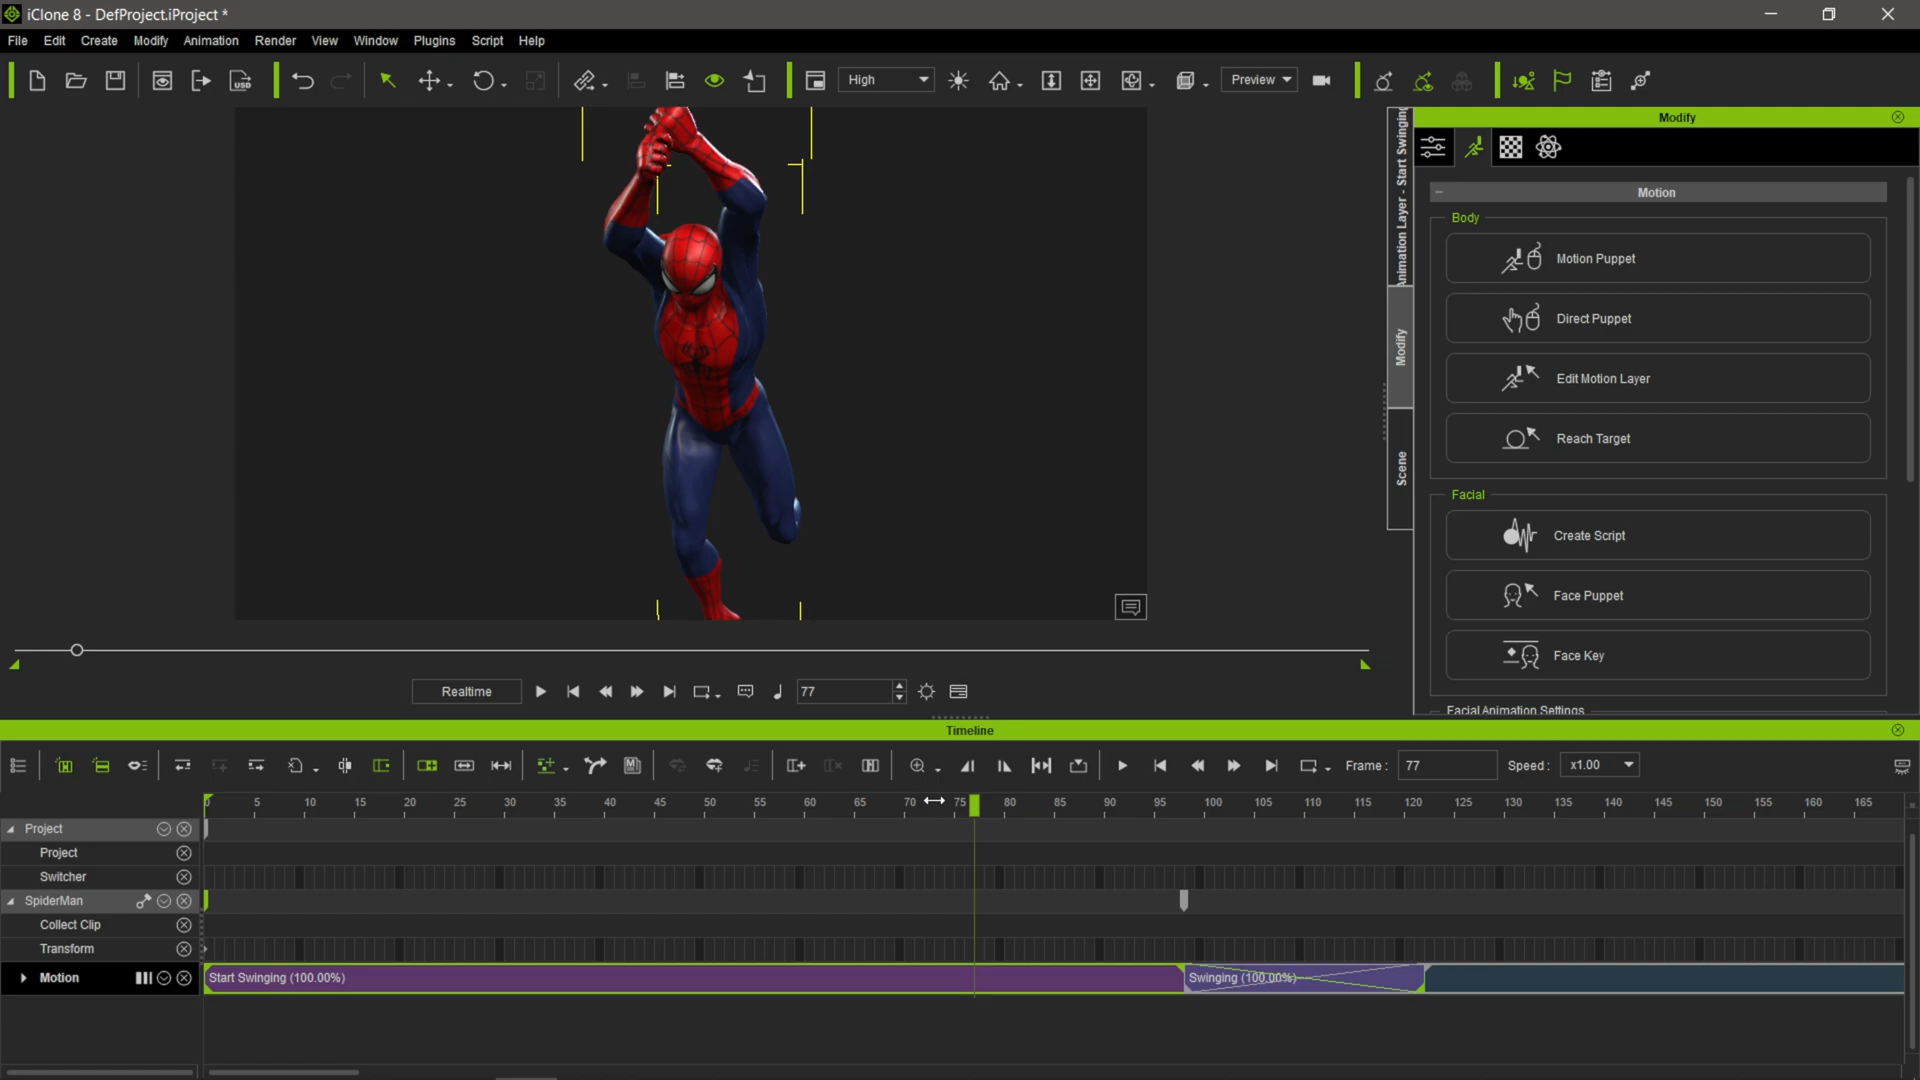 iClone 8 - DefProject.iProject *
File Edit Create Modify Animation Render View Window Plugins Script Help
USD
High
Preview
Modify
Animation Layer - Start Swinging
Modify
Scene
Motion
Body
Motion Puppet
Direct Puppet
Edit Motion Layer
Reach Target
Facial
Create Script
Face Puppet
Face Key
Facial Animation Settings
Realtime
77
Timeline
Frame : 77 Speed : x1.00
0 5 10 15 20 25 30 35 40 45 50 55 60 65 70 75 80 85 90 95 100 105 110 115 120 125 130 135 140 145 150 155 160 165
Project
Project
Switcher
SpiderMan
Collect Clip
Transform
Motion
Start Swinging (100.00%)
Swinging (100.00%)